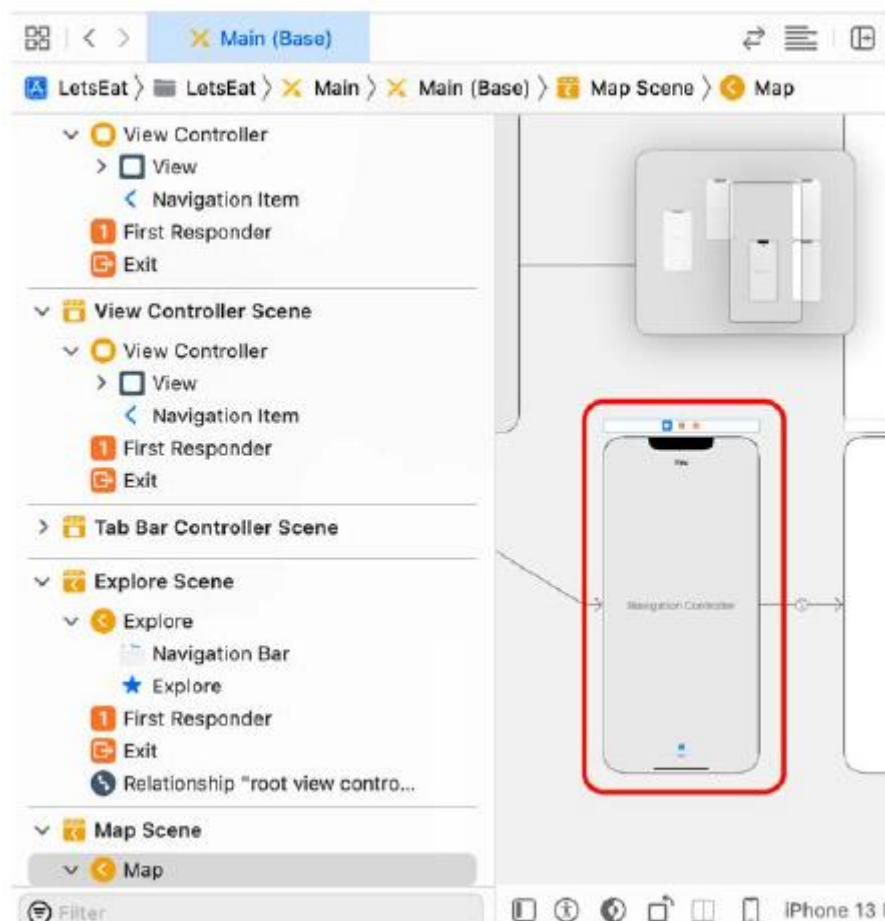 Main (Base)
LetsEat 〉 LetsEat 〉 Main 〉 Main (Base) 〉 Map Scene 〉 Map
View Controller
View
Navigation Item
First Responder
Exit
View Controller Scene
View Controller
View
Navigation Item
First Responder
Exit
Tab Bar Controller Scene
Explore Scene
Explore
Navigation Bar
Explore
First Responder
Exit
Relationship "root view contro...
Map Scene
Map
Filter
Navigation Controller
iPhone 13